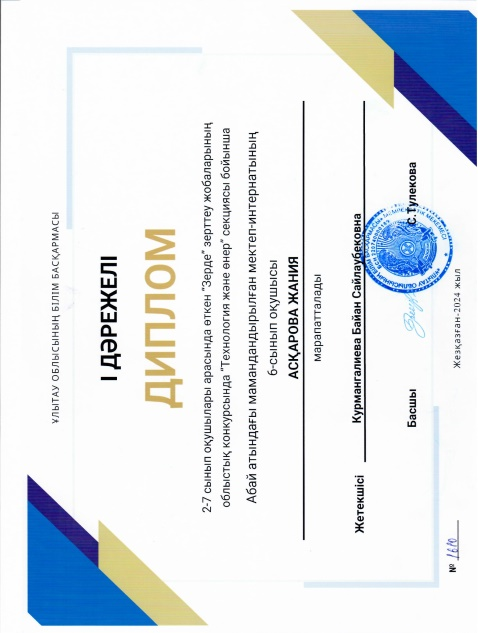 ҰЛЫТАУ ОБЛЫСЫНЫҢ БІЛІМ БАСҚАРМАСЫ
І ДӘРЕЖЕЛІ
ДИПЛОМ
2-7 сынып оқушылары арасында өткен "Зерде" зерттеу жобаларының
облыстық конкурсында "Технология және өнер" секциясы бойынша
Абай атындағы мамандандырылған мектеп-интернатының
6-сынып оқушысы
АСҚАРОВА ЖАНИЯ
марапатталады
Жетекшісі Курмангалиева Байан Сайлаубековна
Басшы С.Тулекова
Жезқазған-2024 жыл
№